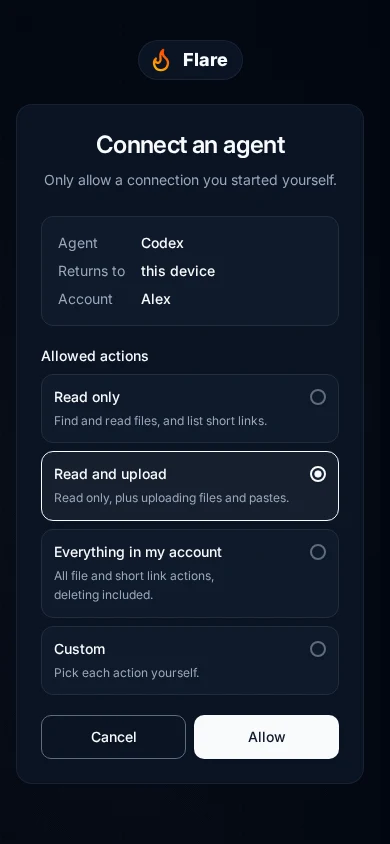 Flare
Connect an agent
Only allow a connection you started yourself.
Agent Codex
Returns to this device
Account Alex
Allowed actions
Read only
Find and read files, and list short links.
Read and upload
Read only, plus uploading files and pastes.
Everything in my account
All file and short link actions,
deleting included.
Custom
Pick each action yourself.
Cancel Allow